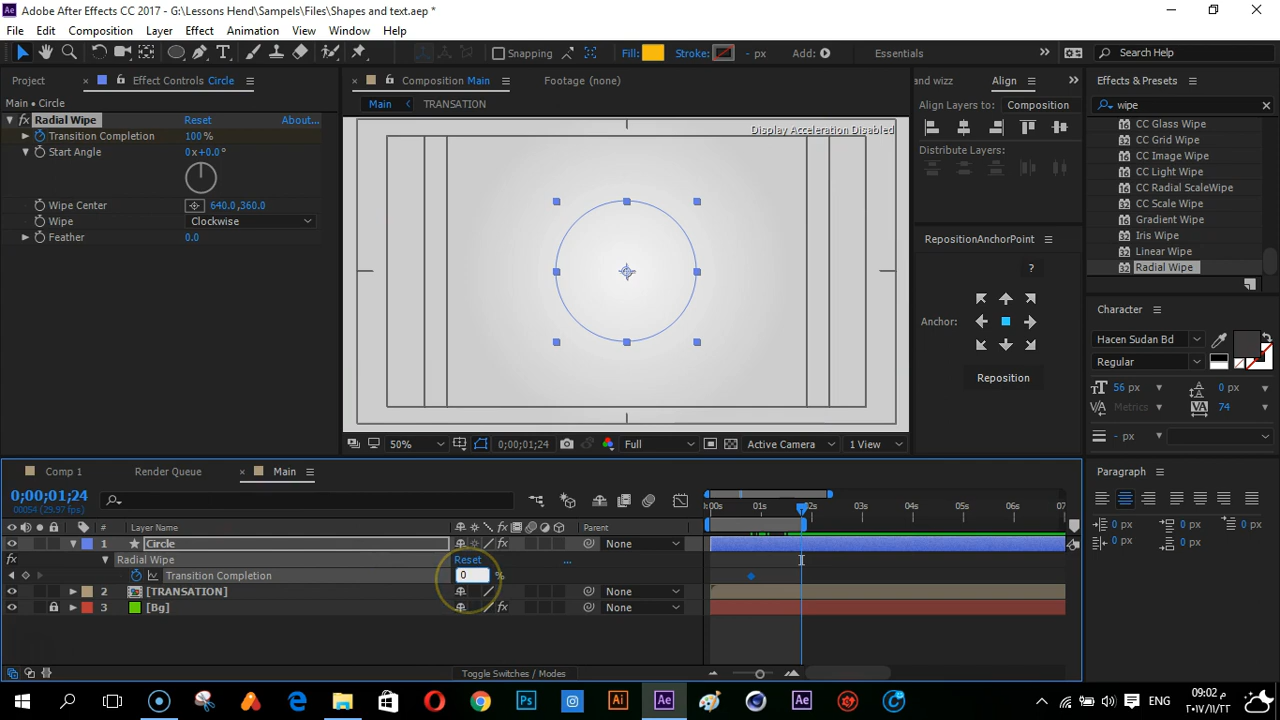 Adobe After Effects CC 2017 - G:\Lessons Hend\Sampels\Files\Shapes and text.aep *
File Edit Composition Layer Effect Animation View Window Help
Snapping Fill: Stroke: - px Add: Essentials Search Help
Project Effect Controls Circle Composition Main Footage (none) and wizz Align Effects & Presets
Main • Circle Main TRANSATION Align Layers to: Composition wipe
fx Radial Wipe Reset About... Display Acceleration Disabled
Transition Completion 100 %
Start Angle 0x+0.0°
Wipe Center 640.0,360.0
Wipe Clockwise
Feather 0.0
Distribute Layers:
RepositionAnchorPoint
?
Anchor:
Reposition
CC Glass Wipe
CC Grid Wipe
CC Image Wipe
CC Light Wipe
CC Radial ScaleWipe
CC Scale Wipe
Gradient Wipe
Iris Wipe
Linear Wipe
Radial Wipe
Character
Hacen Sudan Bd
Regular
56 px 0 px
Metrics 74
- px
50% 0;00;01;24 Full Active Camera 1 View
Comp 1 Render Queue Main Paragraph
0;00;01;24
00054 (29.97 fps)
:00s 01s 02s 03s 04s 05s 06s 07
# Layer Name Parent
1 Circle None
Radial Wipe Reset ...
Transition Completion 0 %
2 [TRANSATION] None
3 [Bg] None
0 px 0 px 0 px
0 px 0 px
Toggle Switches / Modes
ENG 09:02 م
٢٠١٧/١١/٢٢